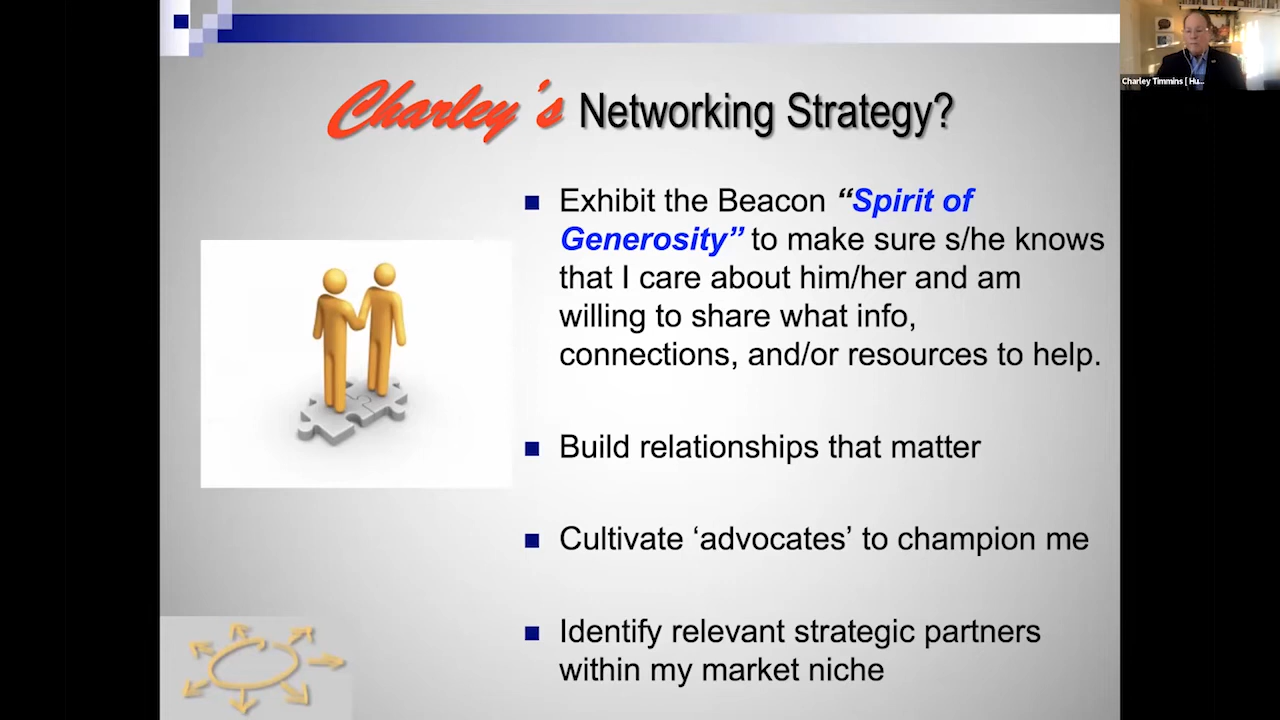 Charley's Networking Strategy?
Exhibit the Beacon “Spirit of
Generosity” to make sure s/he knows
that I care about him/her and am
willing to share what info,
connections, and/or resources to help.
Build relationships that matter
Cultivate ‘advocates’ to champion me
Identify relevant strategic partners
within my market niche
Charley Timmins [ Hu...